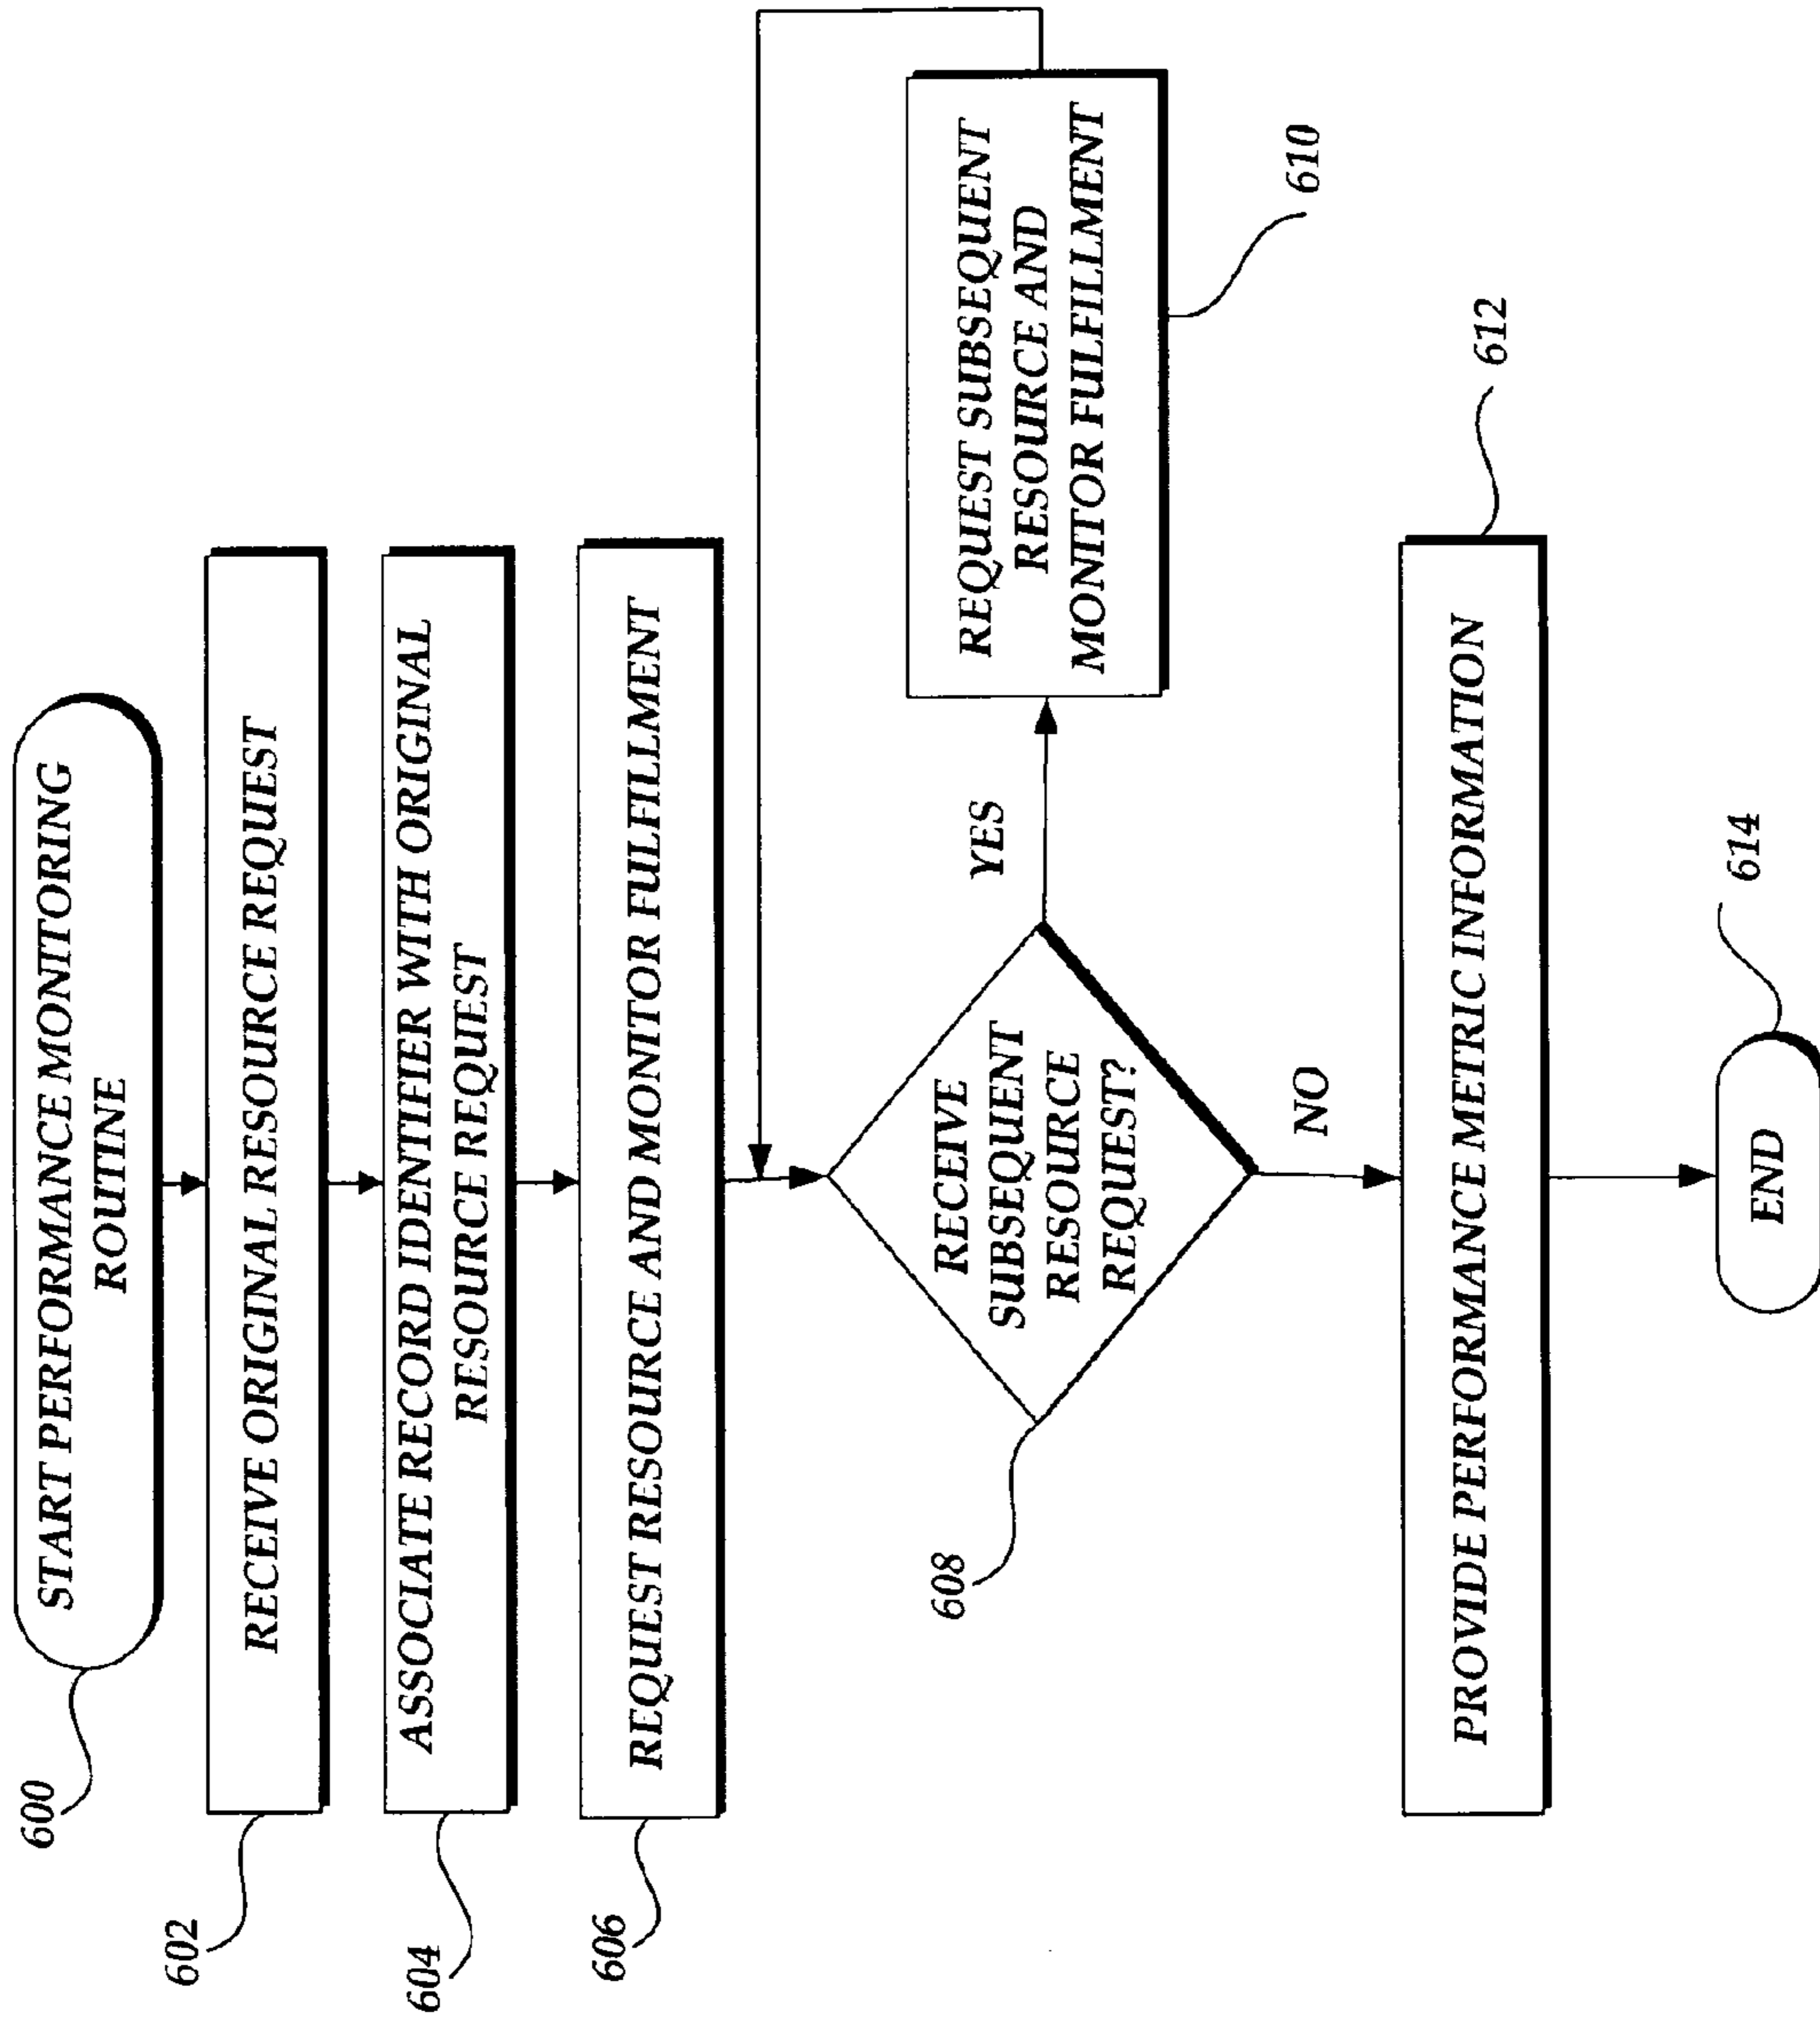 600
START PERFORMANCE MONITORING
ROUTINE
602
RECEIVE ORIGINAL RESOURCE REQUEST
604
ASSOCIATE RECORD IDENTIFIER WITH ORIGINAL
RESOURCE REQUEST
606
REQUEST RESOURCE AND MONITOR FULFILLMENT
608
RECEIVE
SUBSEQUENT
RESOURCE
REQUEST?
YES
REQUEST SUBSEQUENT
RESOURCE AND
MONITOR FULFILLMENT
610
NO
PROVIDE PERFORMANCE METRIC INFORMATION
612
END
614